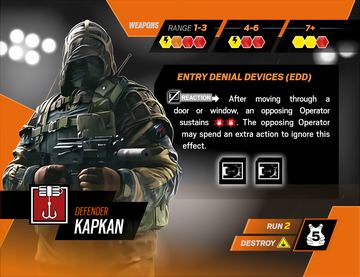 WEAPONS RANGE 1-3 4-6 7+
ENTRY DENIAL DEVICES (EDD)
REACTION After moving through a
door or window, an opposing Operator
sustains . The opposing Operator
may spend an extra action to ignore this
effect.
DEFENDER
KAPKAN
RUN 2
DESTROY
5